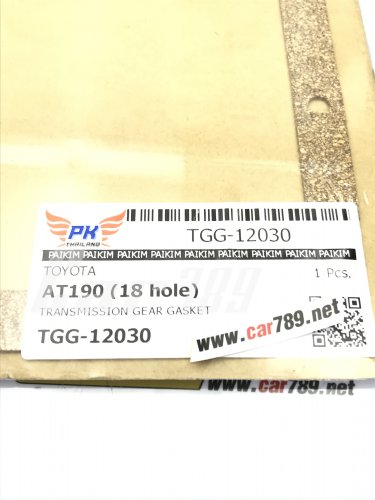 PK
THAILAND
TGG-12030
PAIKIM PAIKIM PAIKIM PAIKIM PAIKIM PAIKIM PAIKIM PAIKIM
TOYOTA
1 Pcs.
AT190 (18 hole)
TRANSMISSION GEAR GASKET
TGG-12030
www.car789.net
www.car789.net